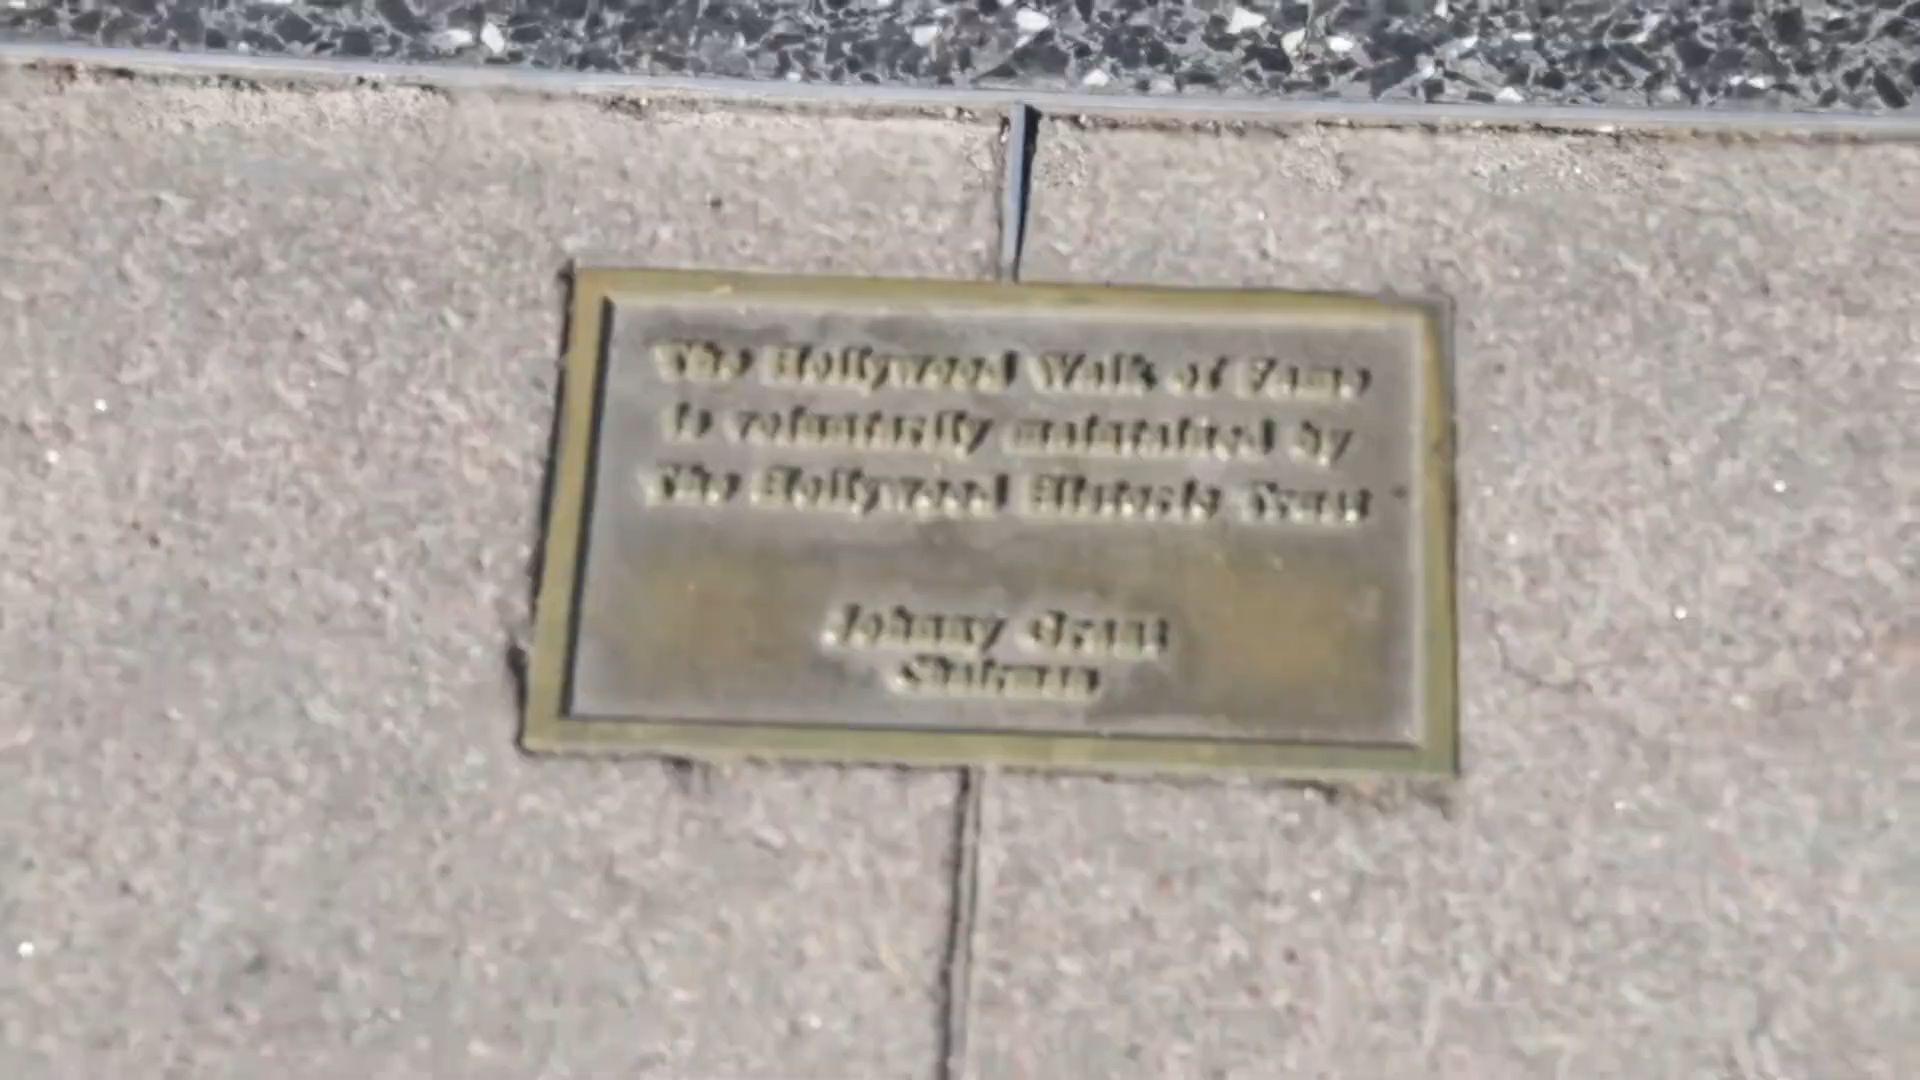 The Hollywood Walk of Fame
is voluntarily maintained by
The Hollywood Historic Trust
Johnny Grant
Chairman